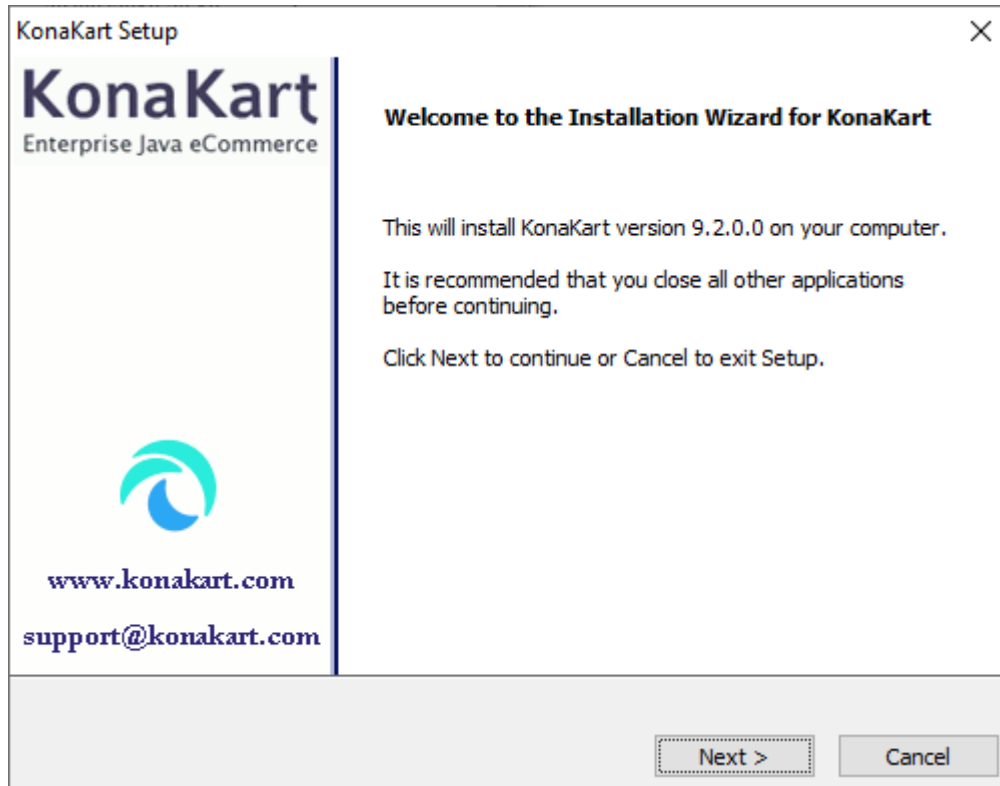 KonaKart Setup
KonaKart
Enterprise Java eCommerce
Welcome to the Installation Wizard for KonaKart
This will install KonaKart version 9.2.0.0 on your computer.
It is recommended that you close all other applications
before continuing.
Click Next to continue or Cancel to exit Setup.
www.konakart.com
support@konakart.com
Next >
Cancel